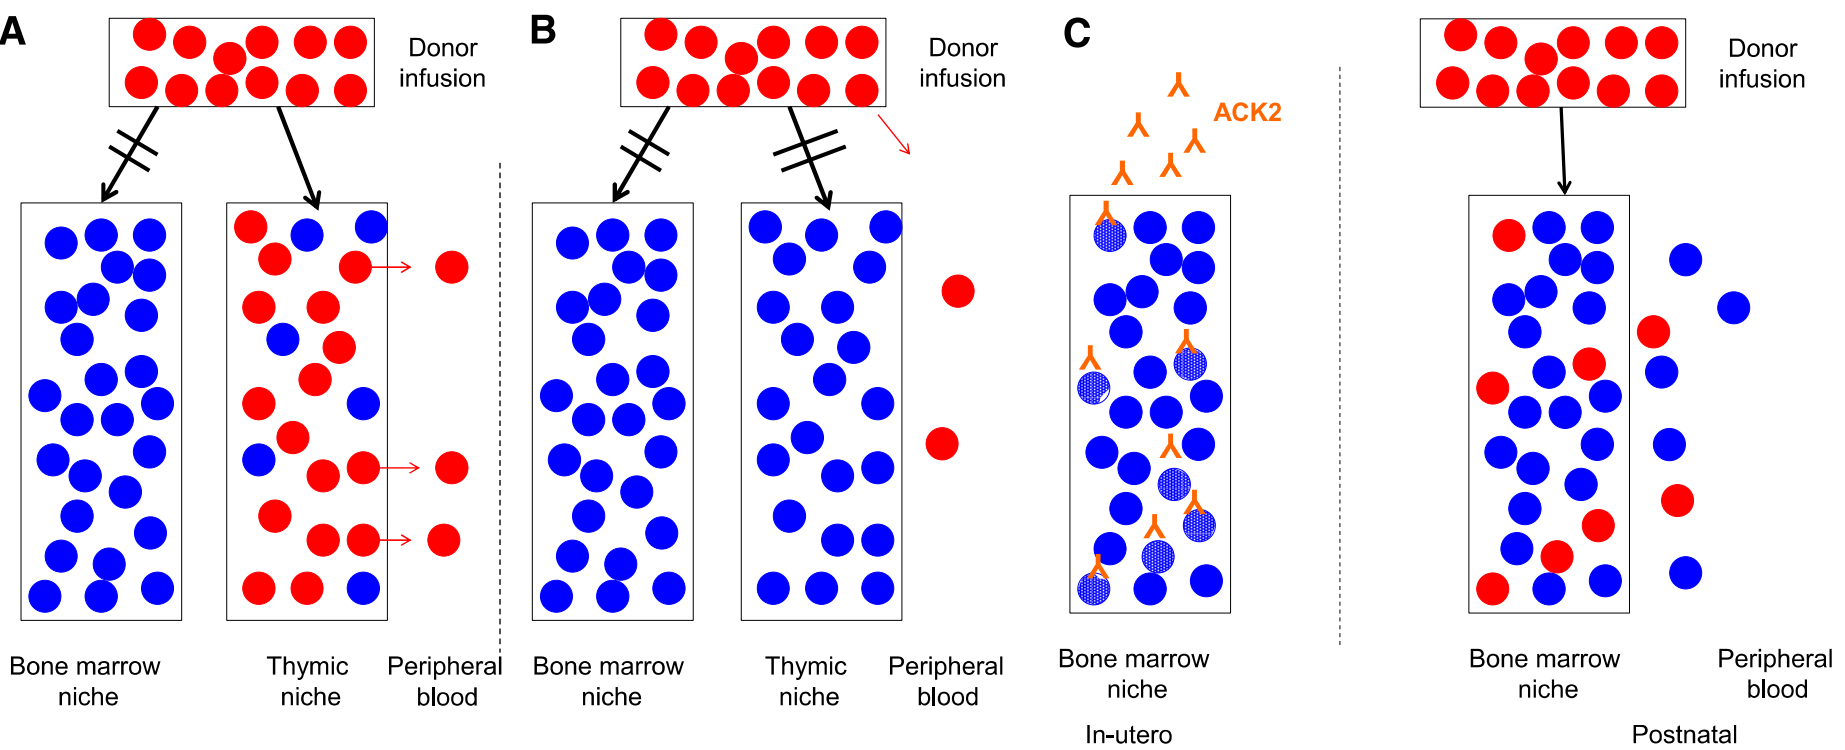 A
Donor
infusion
Bone marrow
niche
Thymic
niche
Peripheral
blood
B
Donor
infusion
Bone marrow
niche
Thymic
niche
Peripheral
blood
C
ACK2
Bone marrow
niche
In-utero
Donor
infusion
Bone marrow
niche
Peripheral
blood
Postnatal